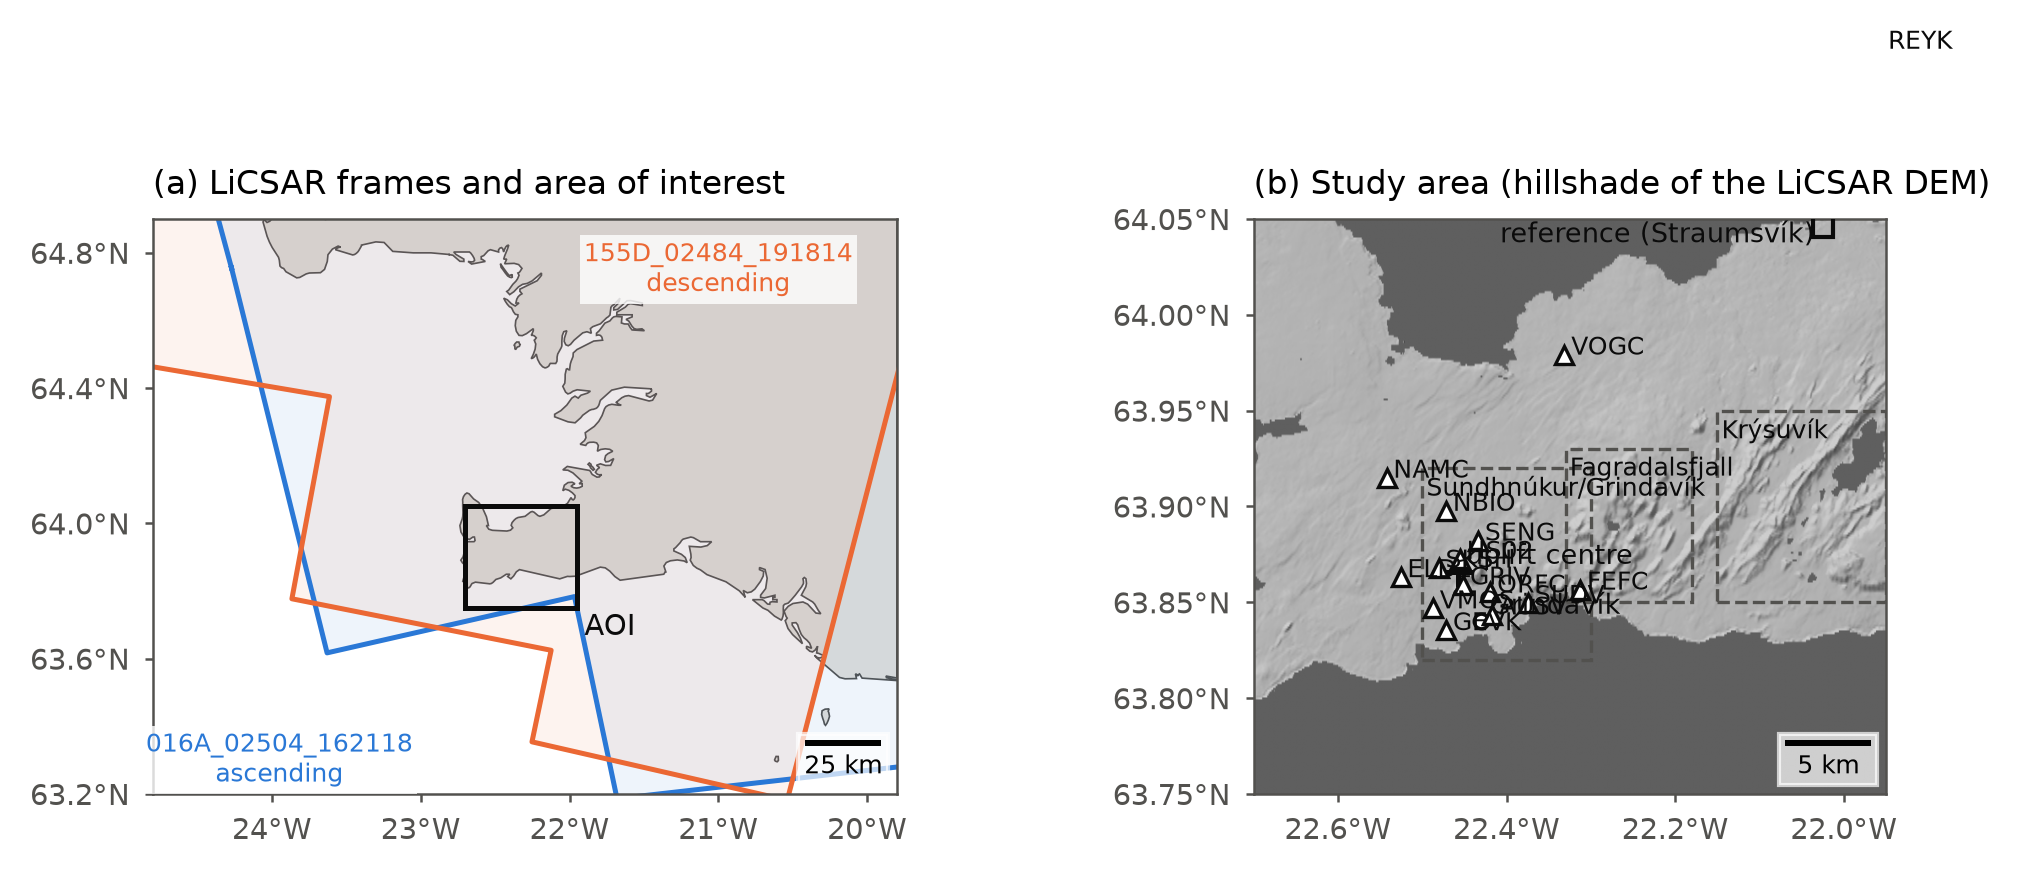 REYK
(a) LiCSAR frames and area of interest
155D_02484_191814
descending
016A_02504_162118
ascending
AOI
25 km
64.8°N
64.4°N
64.0°N
63.6°N
63.2°N
24°W
23°W
22°W
21°W
20°W
(b) Study area (hillshade of the LiCSAR DEM)
reference (Straumsvík)
VOGC
Krýsuvík
Fagradalsfjall
NAMC
Sundhnúkur/Grindavík
NBIO
SENG
centre
ORFC
FEFC
5 km
64.05°N
64.00°N
63.95°N
63.90°N
63.85°N
63.80°N
63.75°N
22.6°W
22.4°W
22.2°W
22.0°W